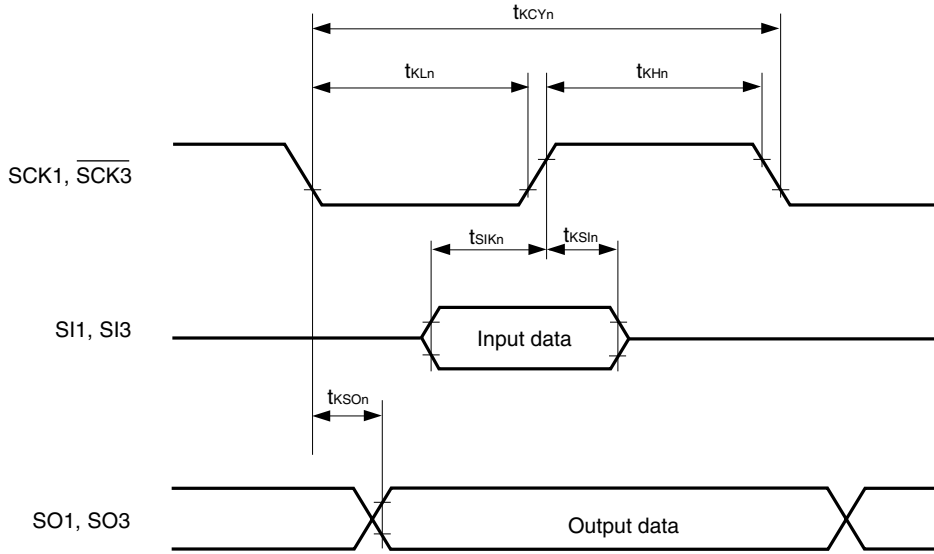 tKCYn
tKLn
tKHn
SCK1, SCK3
tSIKn
tKSIn
SI1, SI3
Input data
tKSOn
SO1, SO3
Output data